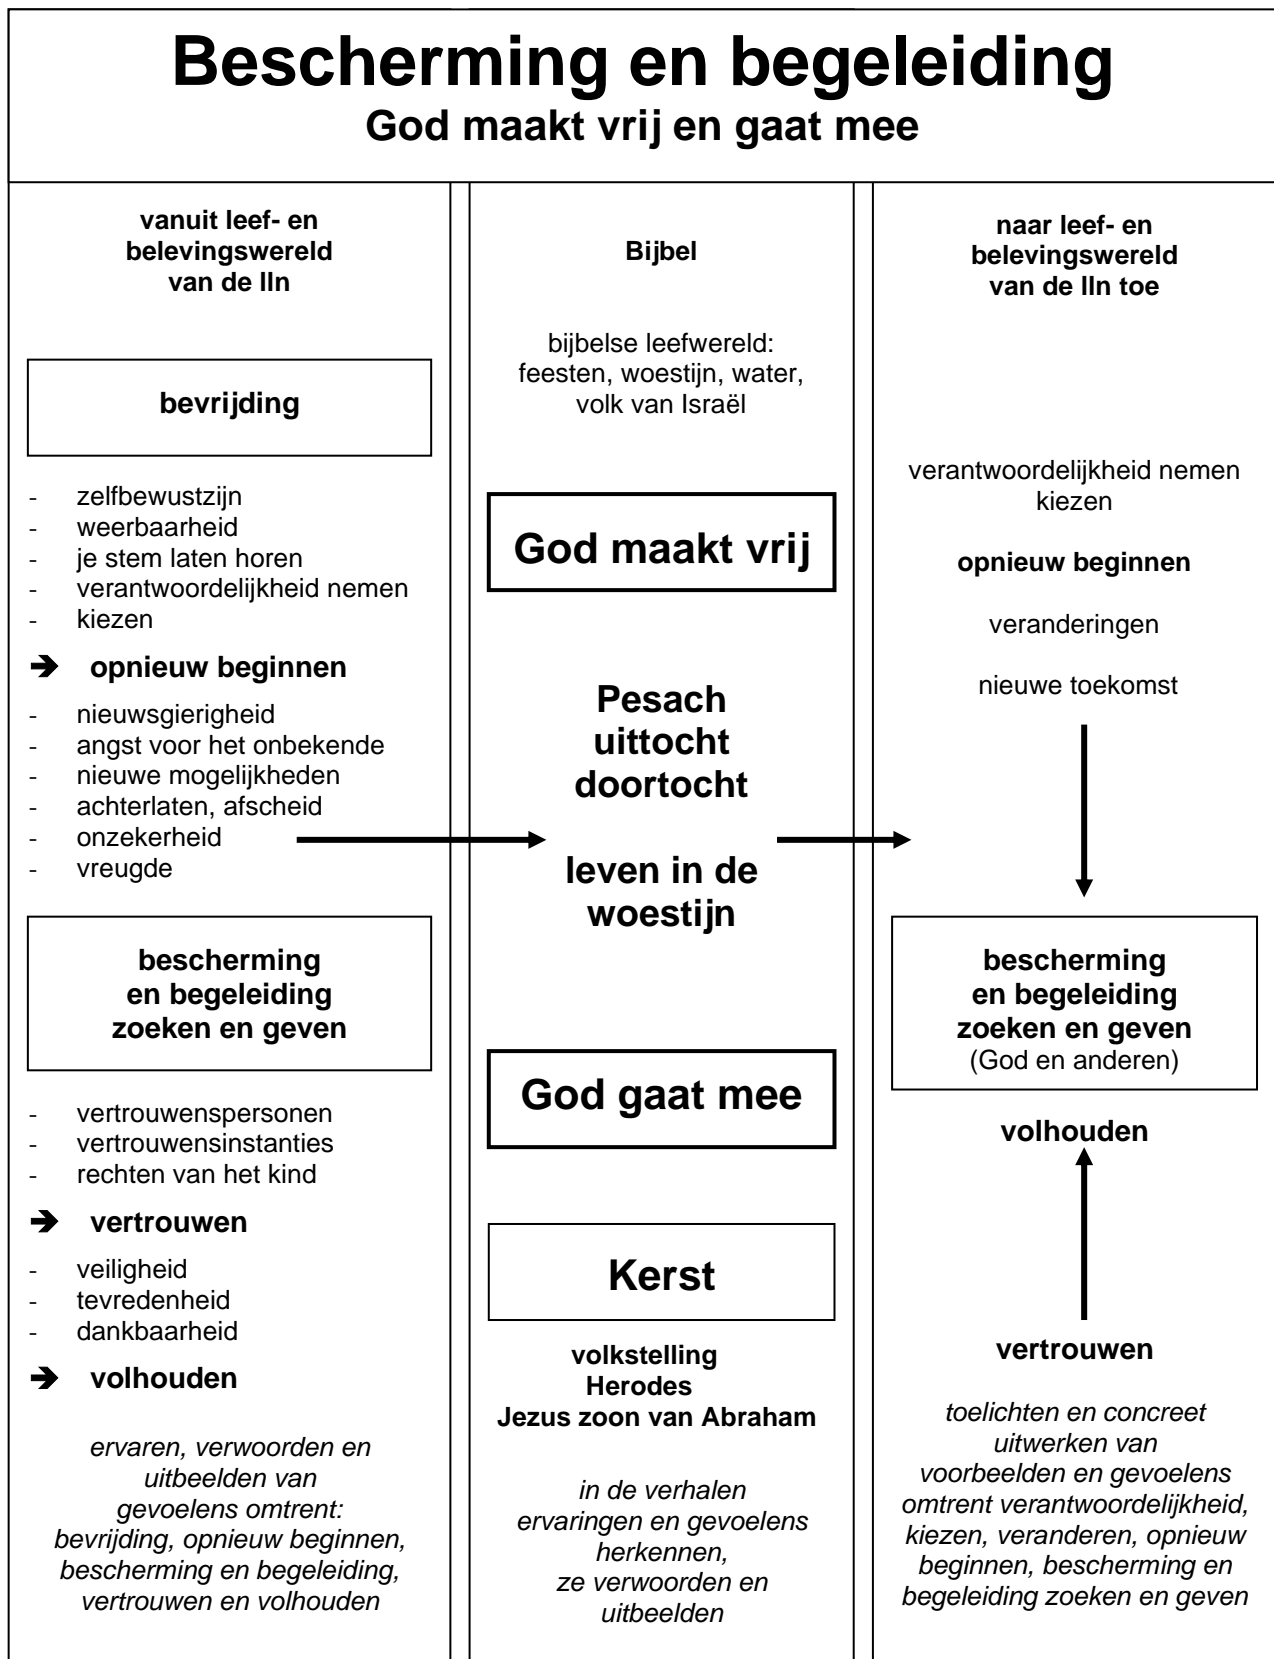 Bescherming en begeleiding
God maakt vrij en gaat mee
vanuit leef- en
belevingswereld
van de lln
bevrijding
- zelfbewustzijn
- weerbaarheid
- je stem laten horen
- verantwoordelijkheid nemen
- kiezen
➔ opnieuw beginnen
- nieuwsgierigheid
- angst voor het onbekende
- nieuwe mogelijkheden
- achterlaten, afscheid
- onzekerheid
- vreugde
bescherming
en begeleiding
zoeken en geven
- vertrouwenspersonen
- vertrouwensinstanties
- rechten van het kind
➔ vertrouwen
- veiligheid
- tevredenheid
- dankbaarheid
➔ volhouden
ervaren, verwoorden en
uitbeelden van
gevoelens omtrent:
bevrijding, opnieuw beginnen,
bescherming en begeleiding,
vertrouwen en volhouden
Bijbel
bijbelse leefwereld:
feesten, woestijn, water,
volk van Israël
God maakt vrij
Pesach
uittocht
doortocht
leven in de
woestijn
God gaat mee
Kerst
volkstelling
Herodes
Jezus zoon van Abraham
in de verhalen
ervaringen en gevoelens
herkennen,
ze verwoorden en
uitbeelden
naar leef- en
belevingswereld
van de lln toe
verantwoordelijkheid nemen
kiezen
opnieuw beginnen
veranderingen
nieuwe toekomst
bescherming
en begeleiding
zoeken en geven
(God en anderen)
volhouden
vertrouwen
toelichten en concreet
uitwerken van
voorbeelden en gevoelens
omtrent verantwoordelijkheid,
kiezen, veranderen, opnieuw
beginnen, bescherming en
begeleiding zoeken en geven